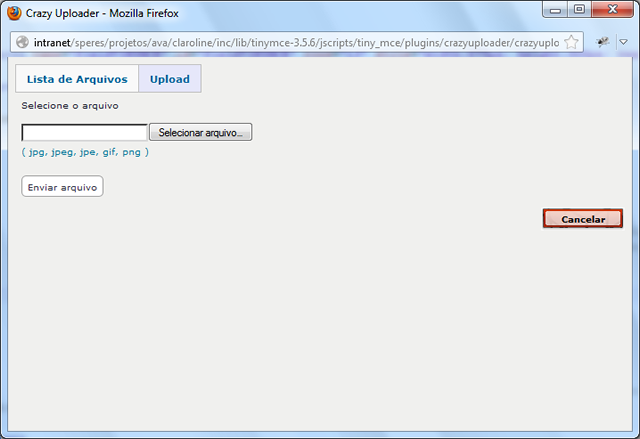 Crazy Uploader - Mozilla Firefox
intranet/speres/projetos/ava/claroline/inc/lib/tinymce-3.5.6/jscripts/tiny_mce/plugins/crazyuploader/crazyuplo
Lista de Arquivos Upload
Selecione o arquivo
Selecionar arquivo...
( jpg, jpeg, jpe, gif, png )
Enviar arquivo
Cancelar